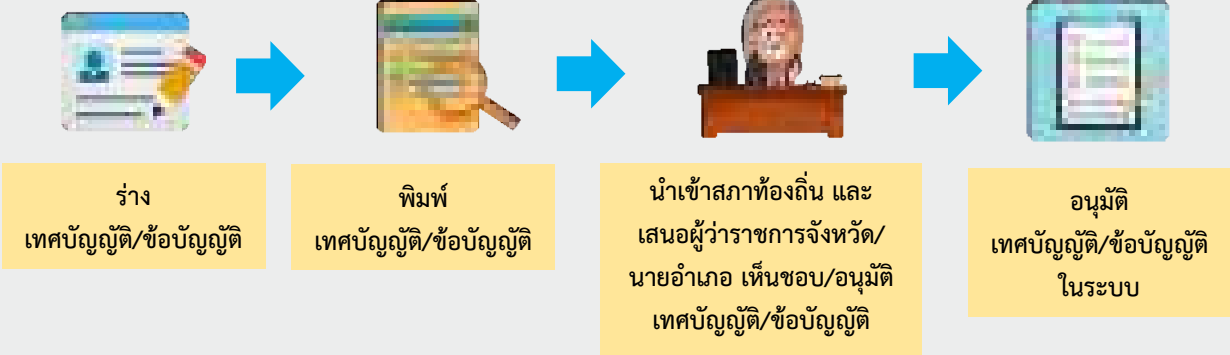 ร่าง
เทศบัญญัติ/ข้อบัญญัติ
พิมพ์
เทศบัญญัติ/ข้อบัญญัติ
นำเข้าสภาท้องถิ่น และ
เสนอผู้ว่าราชการจังหวัด/
นายอำเภอ เห็นชอบ/อนุมัติ
เทศบัญญัติ/ข้อบัญญัติ
อนุมัติ
เทศบัญญัติ/ข้อบัญญัติ
ในระบบ